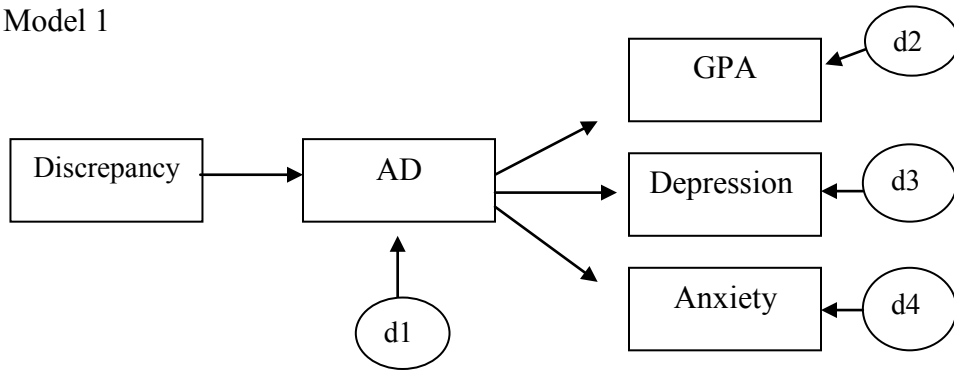 Model 1
GPA
d2
Discrepancy
AD
Depression
d3
Anxiety
d4
d1